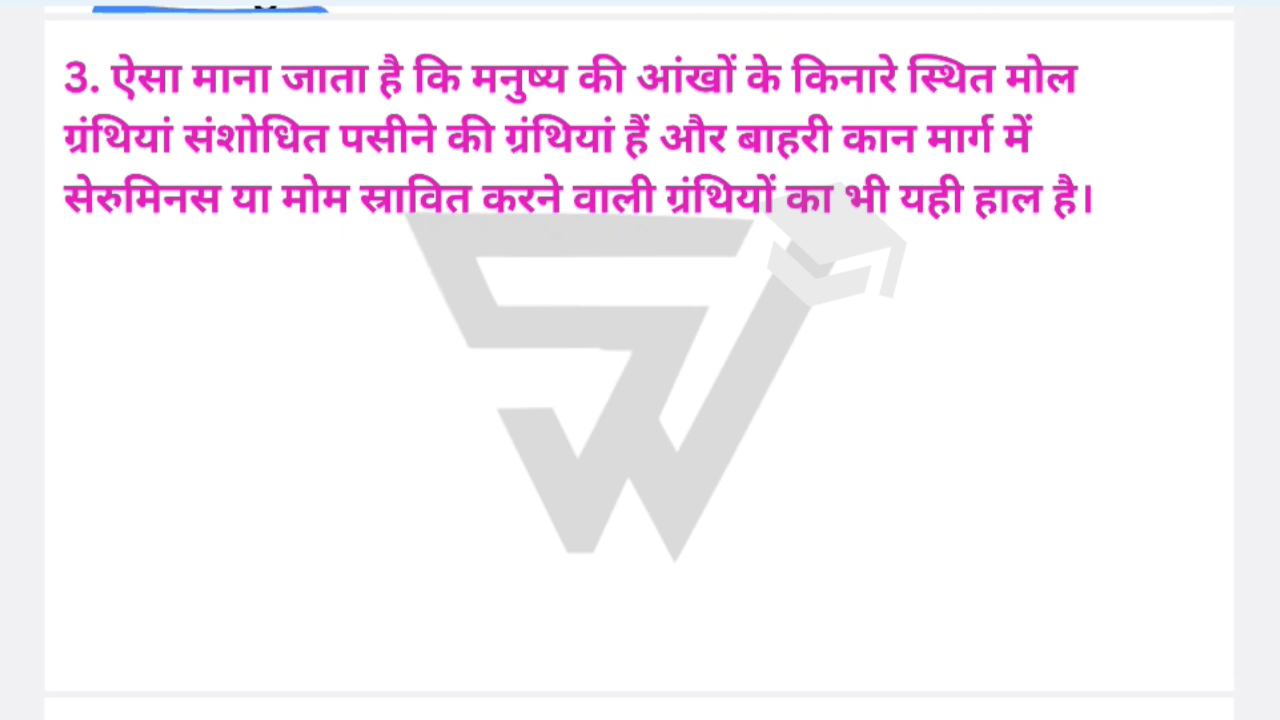 3. ऐसा माना जाता है कि मनुष्य की आंखों के किनारे स्थित मोल
ग्रंथियां संशोधित पसीने की ग्रंथियां हैं और बाहरी कान मार्ग में
सेरुमिनस या मोम स्रावित करने वाली ग्रंथियों का भी यही हाल है।